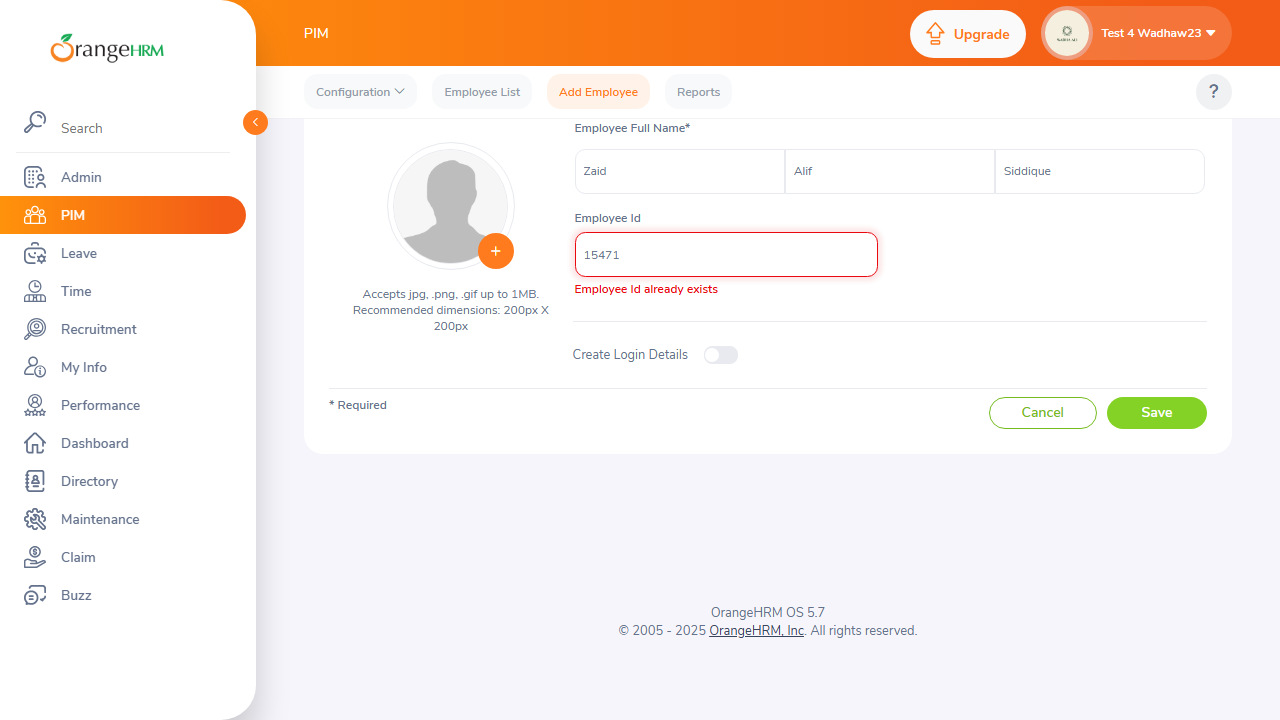 OrangeHRM
PIM
Upgrade
Test 4 Wadhaw23
Configuration
Employee List
Add Employee
Reports
?
Search
Admin
PIM
Leave
Time
Recruitment
My Info
Performance
Dashboard
Directory
Maintenance
Claim
Buzz
Employee Full Name*
Zaid
Alif
Siddique
Employee Id
15471
Employee Id already exists
Accepts jpg, .png, .gif up to 1MB.
Recommended dimensions: 200px X
200px
Create Login Details
* Required
Cancel
Save
OrangeHRM OS 5.7
© 2005 - 2025 OrangeHRM, Inc. All rights reserved.